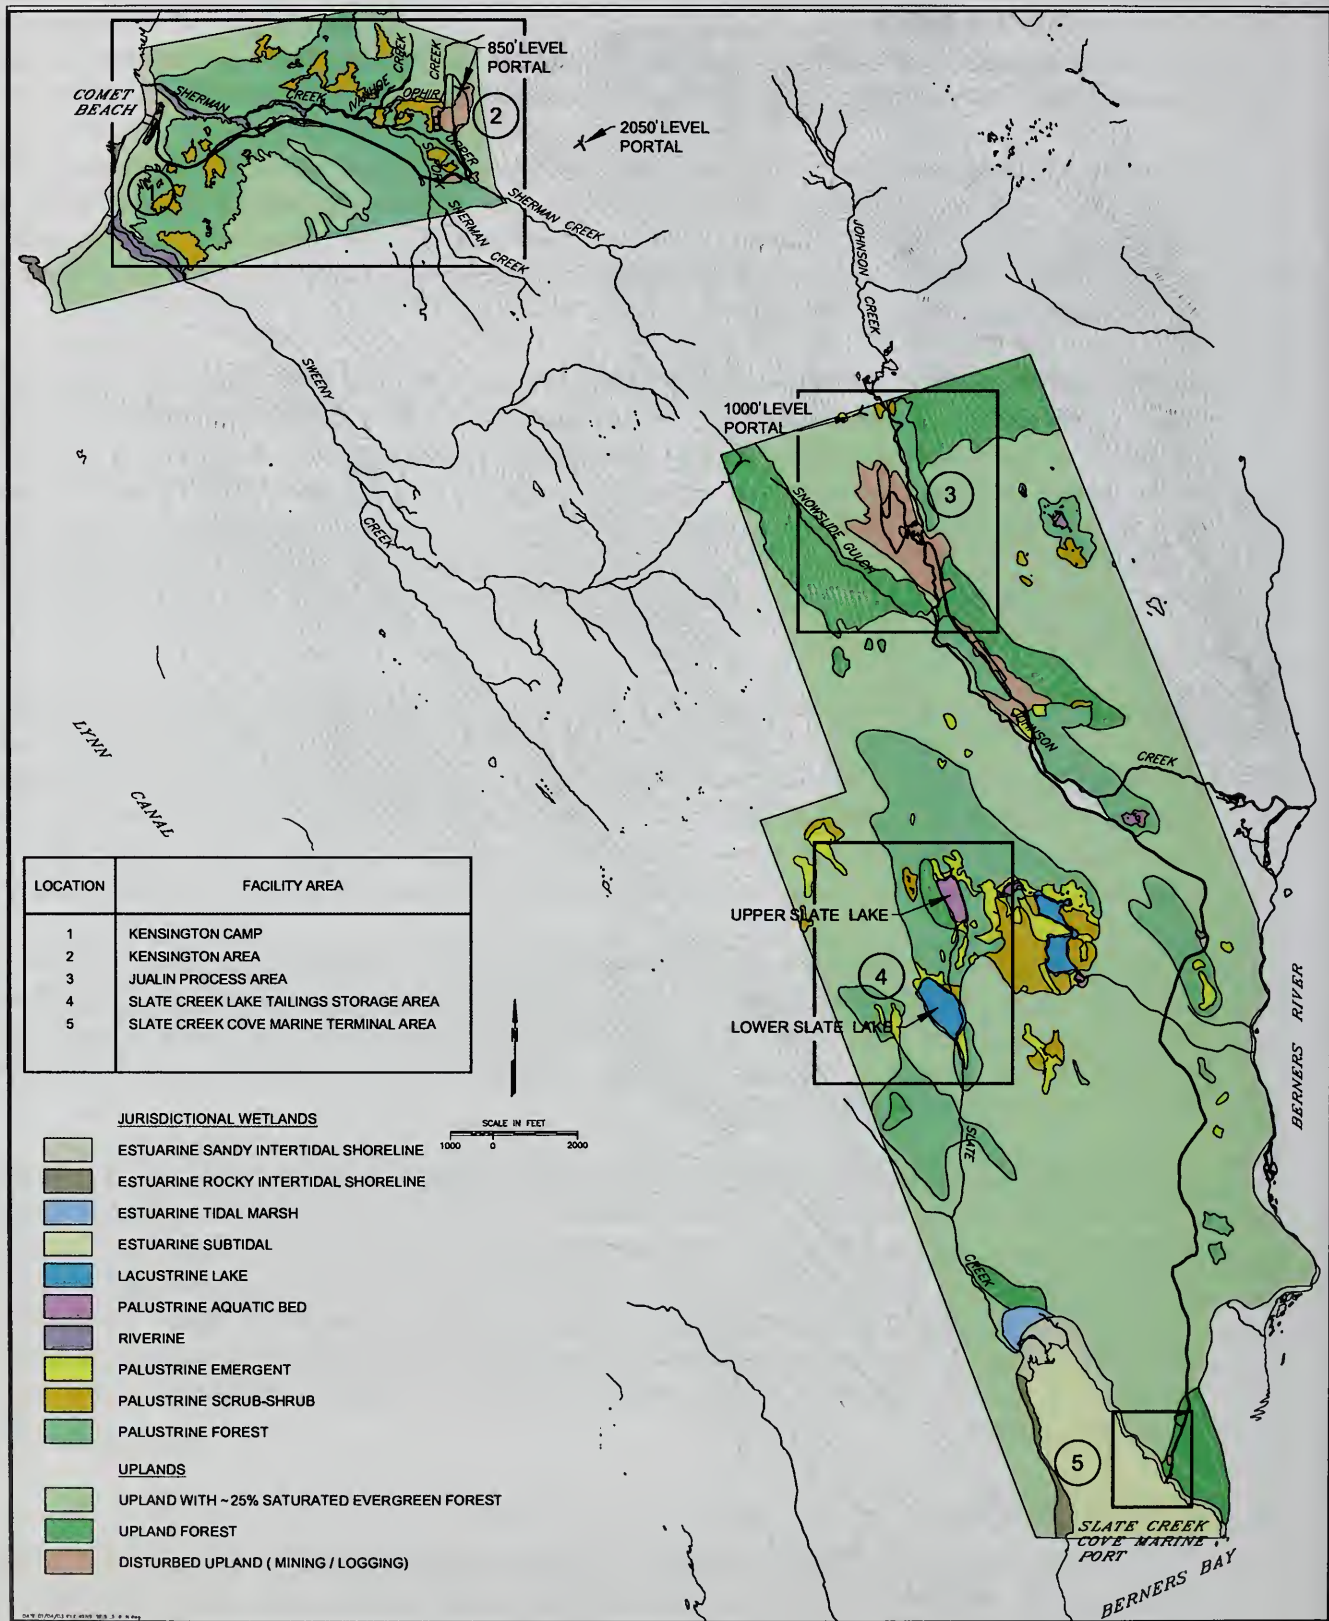 COMET
BEACH
SHERMAN
CREEK
IVANHOE
CREEK
OPHIR
CREEK
850' LEVEL
PORTAL
2
UPPER
S. FORK
SHERMAN
CREEK
SHERMAN CREEK
2050' LEVEL
PORTAL
JOHNSON
CREEK
SWEENY
CREEK
1000' LEVEL
PORTAL
3
SNOWSLIDE GULCH
JOHNSON
CREEK
LYNN
CANAL
UPPER SLATE LAKE
4
LOWER SLATE LAKE
BERNERS RIVER
SLATE
CREEK
5
SLATE CREEK
COVE MARINE
PORT
BERNERS BAY
LOCATION FACILITY AREA
1 KENSINGTON CAMP
2 KENSINGTON AREA
3 JUALIN PROCESS AREA
4 SLATE CREEK LAKE TAILINGS STORAGE AREA
5 SLATE CREEK COVE MARINE TERMINAL AREA
N
SCALE IN FEET
1000 0 2000
JURISDICTIONAL WETLANDS
ESTUARINE SANDY INTERTIDAL SHORELINE
ESTUARINE ROCKY INTERTIDAL SHORELINE
ESTUARINE TIDAL MARSH
ESTUARINE SUBTIDAL
LACUSTRINE LAKE
PALUSTRINE AQUATIC BED
RIVERINE
PALUSTRINE EMERGENT
PALUSTRINE SCRUB-SHRUB
PALUSTRINE FOREST
UPLANDS
UPLAND WITH ~25% SATURATED EVERGREEN FOREST
UPLAND FOREST
DISTURBED UPLAND ( MINING / LOGGING)